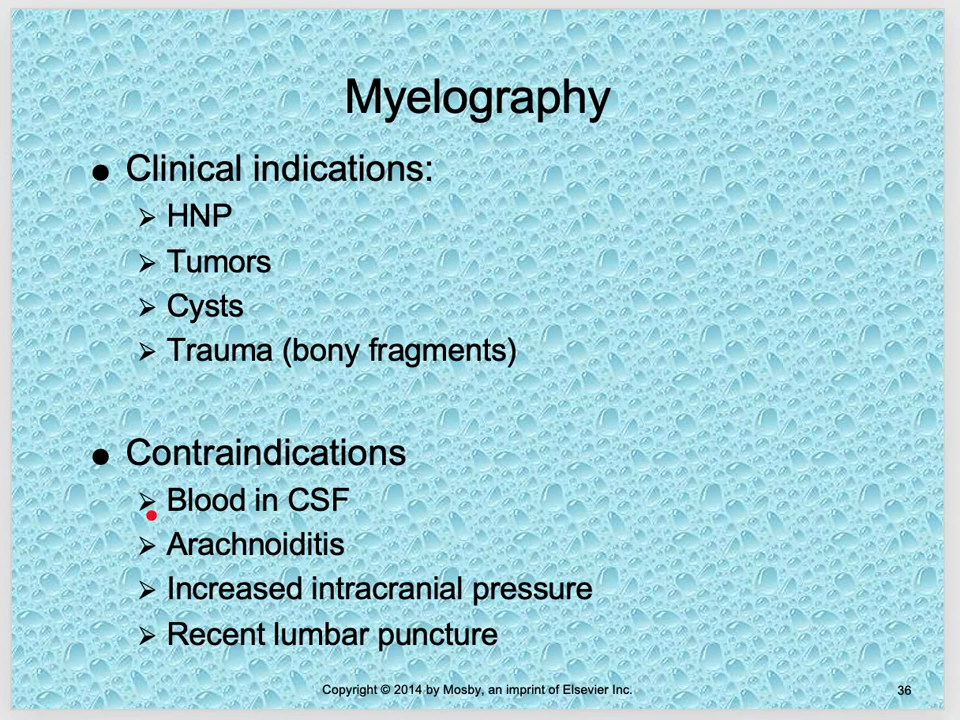 Myelography
● Clinical indications:
➢ HNP
➢ Tumors
➢ Cysts
➢ Trauma (bony fragments)
● Contraindications
➢ Blood in CSF
➢ Arachnoiditis
➢ Increased intracranial pressure
➢ Recent lumbar puncture
Copyright © 2014 by Mosby, an imprint of Elsevier Inc.
36